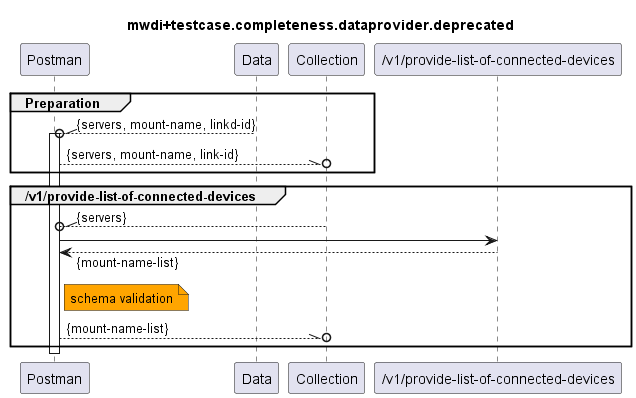 mwdi+testcase.completeness.dataprovider.deprecated
Postman Data Collection /v1/provide-list-of-connected-devices
Preparation
{servers, mount-name, linkd-id}
{servers, mount-name, link-id}
/v1/provide-list-of-connected-devices
{servers}
{mount-name-list}
schema validation
{mount-name-list}
Postman Data Collection /v1/provide-list-of-connected-devices